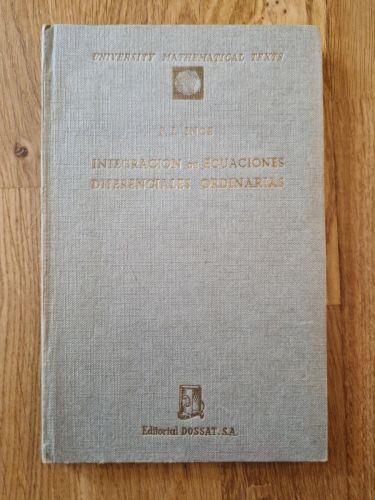 UNIVERSITY MATHEMATICAL TEXTS
E. L. INCE
INTEGRACION DE ECUACIONES
DIFERENCIALES ORDINARIAS
Editorial DOSSAT, S.A.